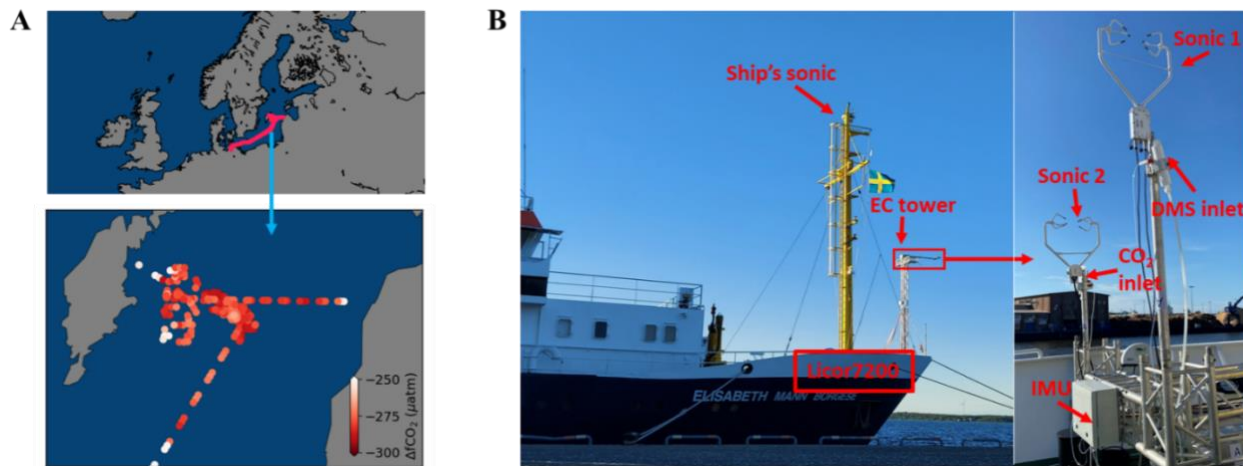 A
B
−250
−275
−300
ΔfCO₂ (μatm)
Ship's sonic
EC tower
Licor7200
ELISABETH MANN BORGESE
Sonic 1
Sonic 2
DMS inlet
CO₂
inlet
IMU